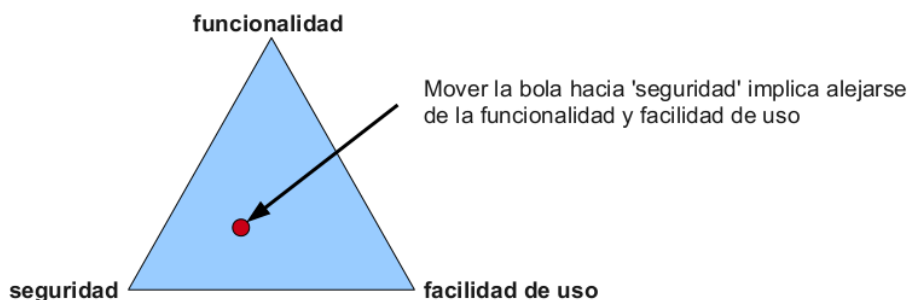 funcionalidad
Mover la bola hacia 'seguridad' implica alejarse
de la funcionalidad y facilidad de uso
seguridad
facilidad de uso